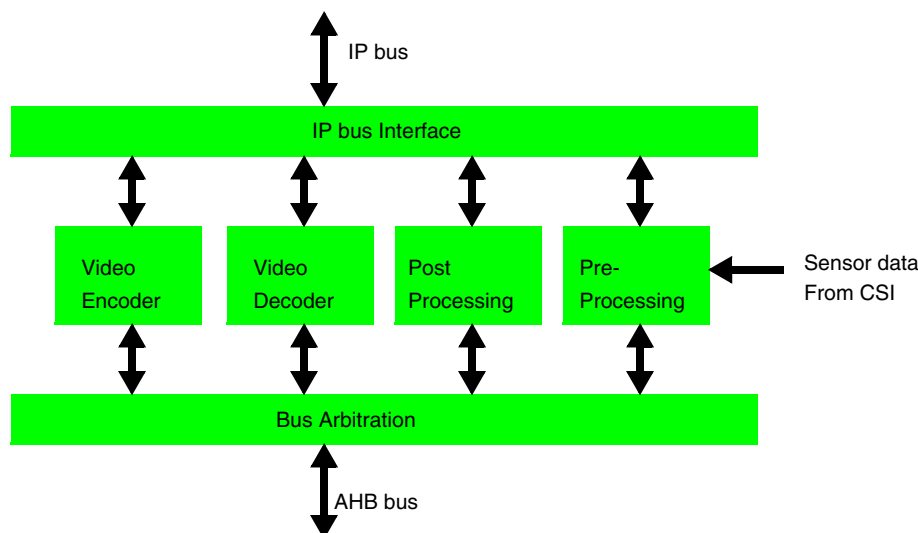 IP bus
IP bus Interface
Video
Encoder
Video
Decoder
Post
Processing
Pre-
Processing
Sensor data
From CSI
Bus Arbitration
AHB bus